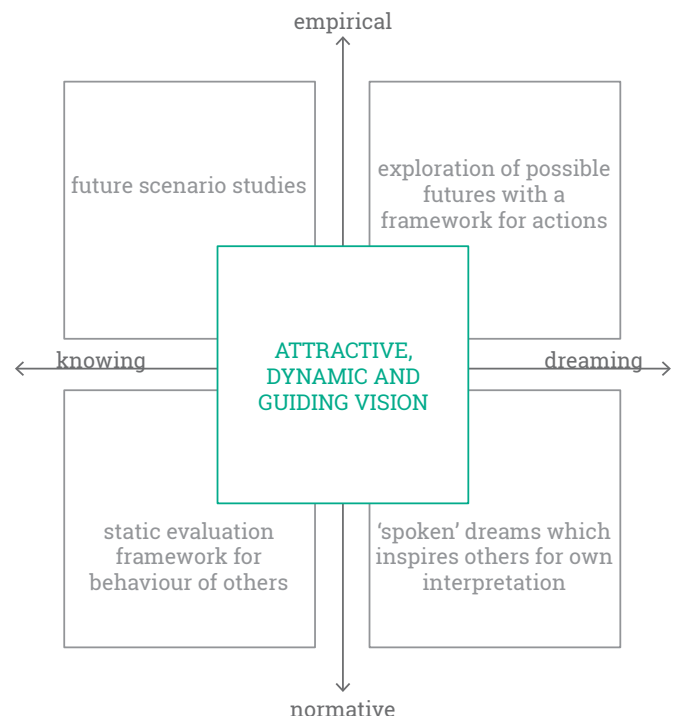 empirical
future scenario studies
exploration of possible
futures with a
framework for actions
knowing
dreaming
ATTRACTIVE,
DYNAMIC AND
GUIDING VISION
static evaluation
framework for
behaviour of others
‘spoken’ dreams which
inspires others for own
interpretation
normative